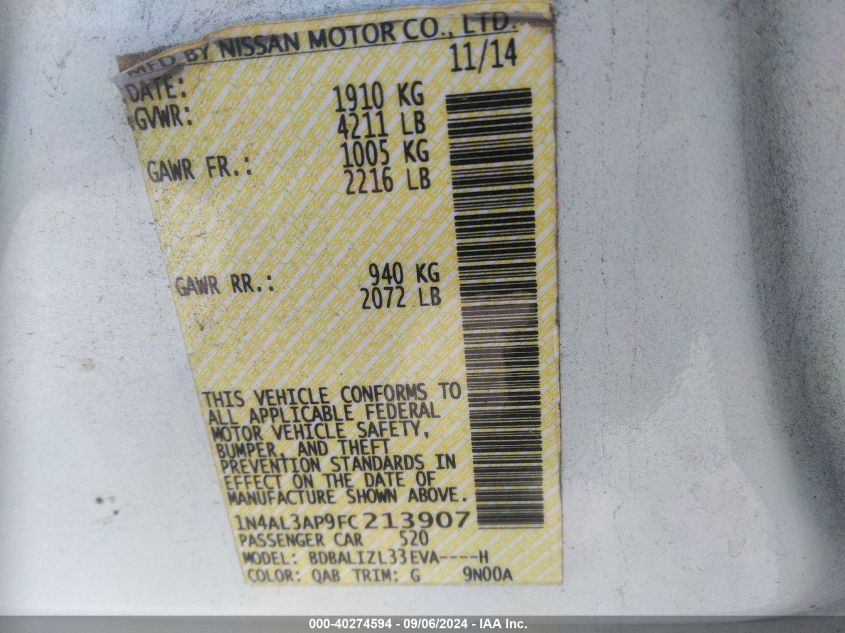 MFD BY NISSAN MOTOR CO., LTD.
DATE: 11/14
GVWR: 1910 KG
4211 LB
GAWR FR.: 1005 KG
2216 LB
GAWR RR.: 940 KG
2072 LB
THIS VEHICLE CONFORMS TO
ALL APPLICABLE FEDERAL
MOTOR VEHICLE SAFETY,
BUMPER, AND THEFT
PREVENTION STANDARDS IN
EFFECT ON THE DATE OF
MANUFACTURE SHOWN ABOVE.
1N4AL3AP9FC213907
PASSENGER CAR 520
MODEL: BDBALIZL33EVA----H
COLOR: QAB TRIM: G 9N00A
000-40274594 - 09/06/2024 - IAA Inc.